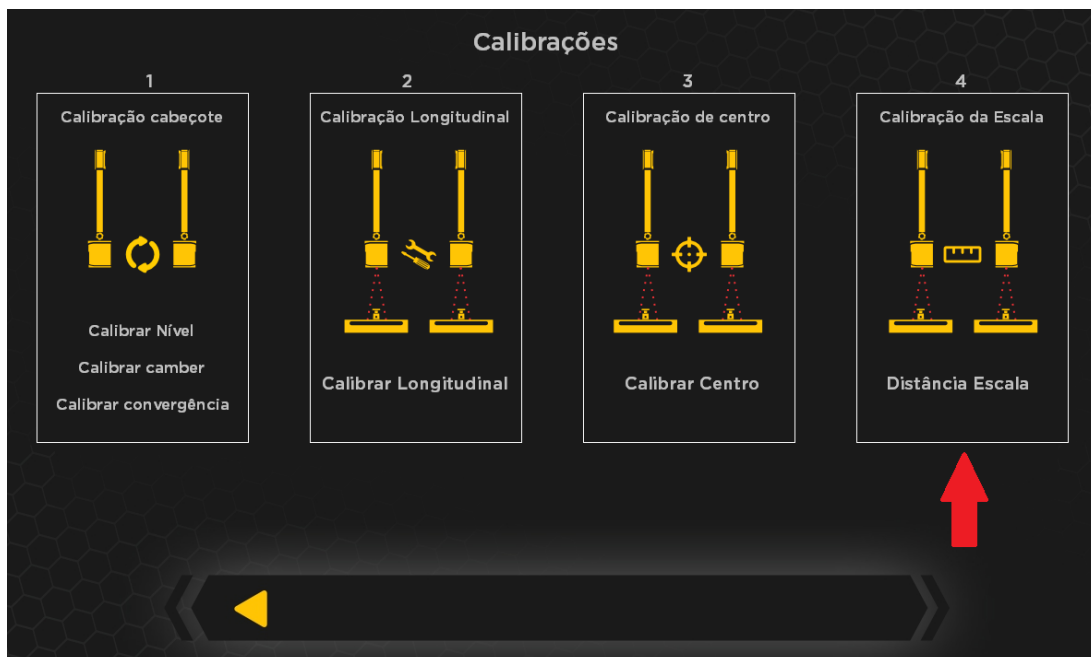 Calibrações
1
Calibração cabeçote
Calibrar Nível
Calibrar camber
Calibrar convergência
2
Calibração Longitudinal
Calibrar Longitudinal
3
Calibração de centro
Calibrar Centro
4
Calibração da Escala
Distância Escala